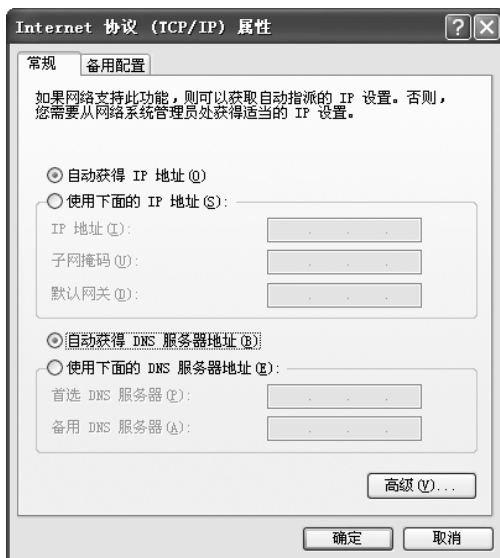 Internet 协议 (TCP/IP) 属性
常规
备用配置
如果网络支持此功能，则可以获取自动指派的 IP 设置。否则，
您需要从网络系统管理员处获得适当的 IP 设置。
自动获得 IP 地址(O)
使用下面的 IP 地址(S):
IP 地址(I):
子网掩码(U):
默认网关(D):
自动获得 DNS 服务器地址(B)
使用下面的 DNS 服务器地址(E):
首选 DNS 服务器(P):
备用 DNS 服务器(A):
高级(V)...
确定
取消